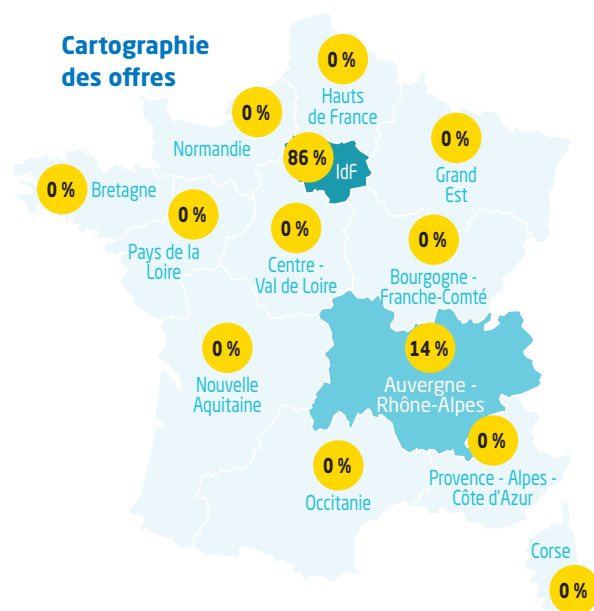 Cartographie
des offres
0 %
Hauts
de France
0 %
Normandie
0 %
Grand
Est
86 %
IdF
0 %
Bretagne
0 %
Pays de la
Loire
0 %
Centre -
Val de Loire
0 %
Bourgogne -
Franche-Comté
0 %
Nouvelle
Aquitaine
14 %
Auvergne -
Rhône-Alpes
0 %
Provence - Alpes -
Côte d'Azur
0 %
Occitanie
Corse
0 %